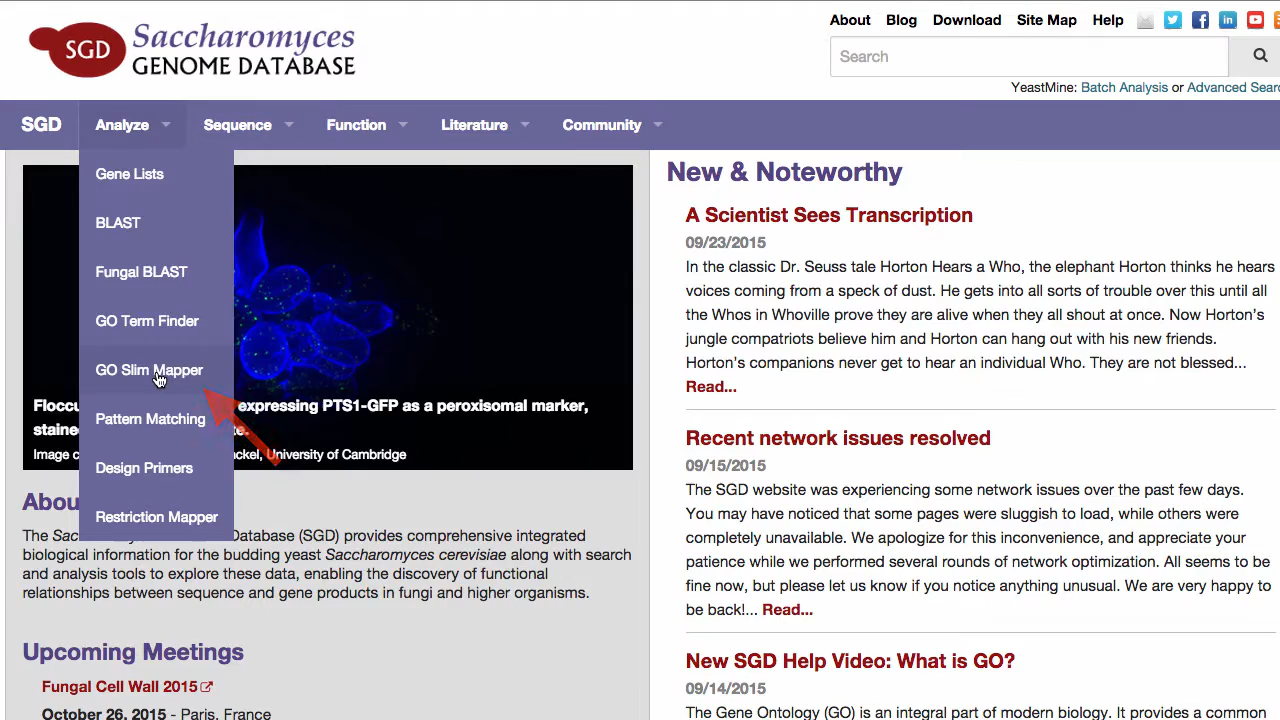 About Blog Download Site Map Help
SGD Saccharomyces
GENOME DATABASE
Search
YeastMine: Batch Analysis or Advanced Sear
SGD Analyze Sequence Function Literature Community
Gene Lists
BLAST
Fungal BLAST
GO Term Finder
GO Slim Mapper
Pattern Matching
Design Primers
Restriction Mapper
expressing PTS1-GFP as a peroxisomal marker,
Image University of Cambridge
About
The Database (SGD) provides comprehensive integrated
biological information for the budding yeast Saccharomyces cerevisiae along with search
and analysis tools to explore these data, enabling the discovery of functional
relationships between sequence and gene products in fungi and higher organisms.
Upcoming Meetings
Fungal Cell Wall 2015
October 26, 2015 - Paris, France
New & Noteworthy
A Scientist Sees Transcription
09/23/2015
In the classic Dr. Seuss tale Horton Hears a Who, the elephant Horton thinks he hears
voices coming from a speck of dust. He gets into all sorts of trouble over this until all
the Whos in Whoville prove they are alive when they all shout at once. Now Horton's
jungle compatriots believe him and Horton can hang out with his new friends.
Horton's companions never get to hear an individual Who. They are not blessed...
Read...
Recent network issues resolved
09/15/2015
The SGD website was experiencing some network issues over the past few days.
You may have noticed that some pages were sluggish to load, while others were
completely unavailable. We apologize for this inconvenience, and appreciate your
patience while we performed several rounds of network optimization. All seems to be
fine now, but please let us know if you notice anything unusual. We are very happy to
be back!... Read...
New SGD Help Video: What is GO?
09/14/2015
The Gene Ontology (GO) is an integral part of modern biology. It provides a common